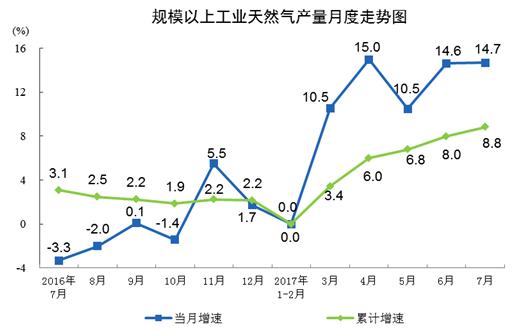 规模以上工业天然气产量月度走势图
(%)
16
12
8
4
0
-4
3.1
2.5
2.2
1.9
2.2
2.2
0.0
3.4
6.0
6.8
8.0
8.8
-3.3
-2.0
0.1
-1.4
5.5
1.7
0.0
10.5
15.0
10.5
14.6
14.7
2016年
7月
8月
9月
10月
11月
12月
2017年
1-2月
3月
4月
5月
6月
7月
当月增速
累计增速